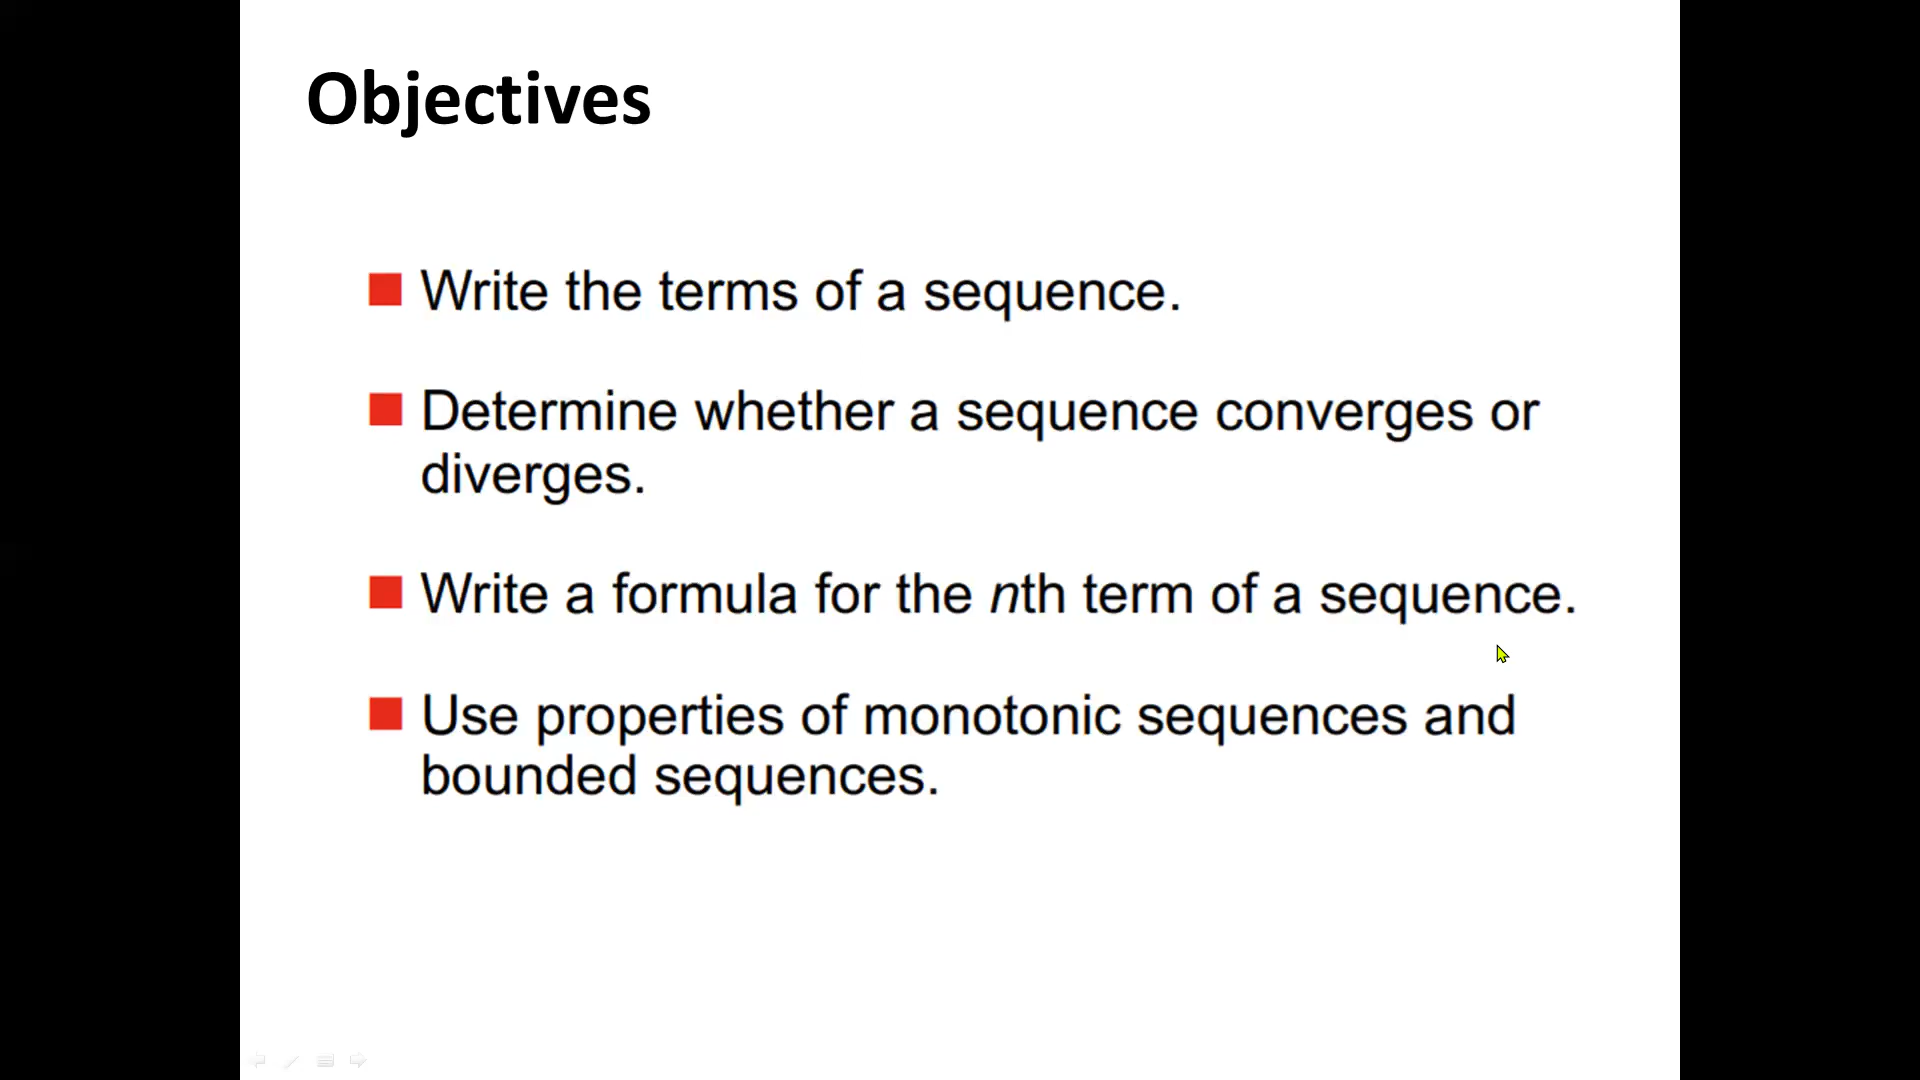 Objectives
Write the terms of a sequence.
Determine whether a sequence converges or
diverges.
Write a formula for the nth term of a sequence.
Use properties of monotonic sequences and
bounded sequences.